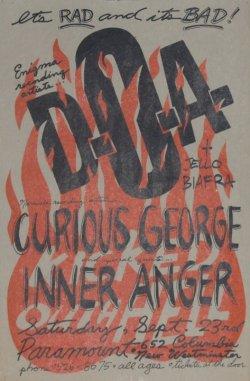 It's RAD and it's BAD!
Enigma
recording
artists...
D.O.A.
+
JELLO
BIAFRA
CURIOUS GEORGE
and special guests...
INNER ANGER
Saturday, Sept. 23rd
Paramount • 652 Columbia
New Westminster
all ages • tickets at the door